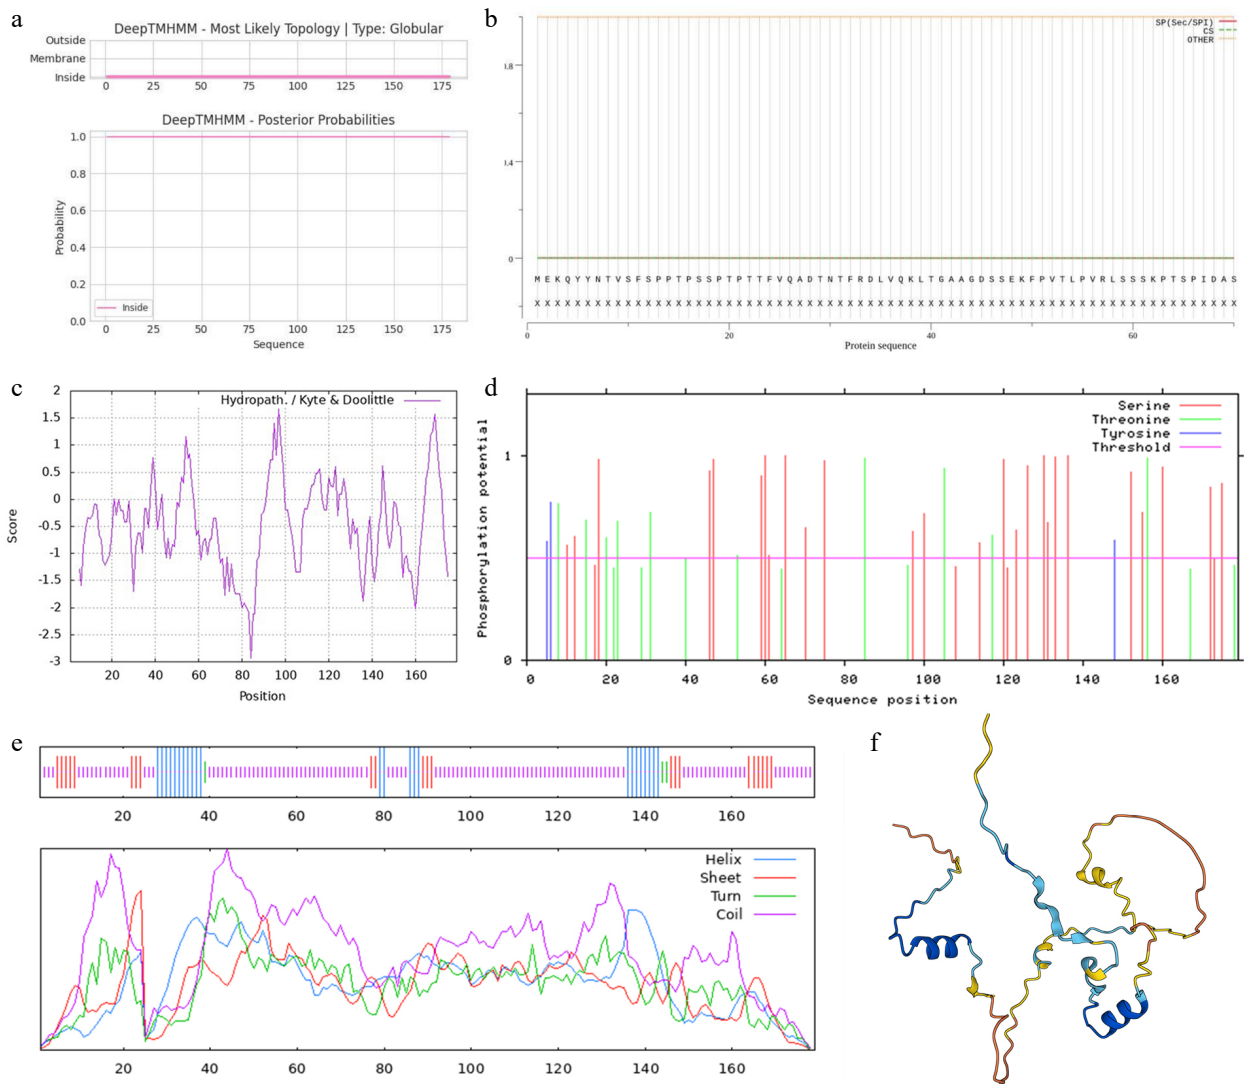 a
DeepTMHMM - Most Likely Topology | Type: Globular
Outside
Membrane
Inside
0 25 50 75 100 125 150 175
DeepTMHMM - Posterior Probabilities
1.0
0.8
0.6
0.4
0.2
0.0
Probability
Inside
0 25 50 75 100 125 150 175
Sequence
b
SP(Sec/SPI)
CS
OTHER
).8
).4
0
M E K Q Y Y N T V S F S P P T P S S P T P T T F V Q A D T N T F R D L V Q K L T G A A G D S S E K F P V T L P V R L S S S K P T S P I D A S
X X X X X X X X X X X X X X X X X X X X X X X X X X X X X X X X X X X X X X X X X X X X X X X X X X X X X X X X X X X X X X X X X X X X X X
0 20 40 60
Protein sequence
c
Hydropath. / Kyte & Doolittle
2
1.5
1
0.5
0
-0.5
-1
-1.5
-2
-2.5
-3
Score
20 40 60 80 100 120 140 160
Position
d
Serine
Threonine
Tyrosine
Threshold
1
0
Phosphorylation potential
0 20 40 60 80 100 120 140 160
Sequence position
e
20 40 60 80 100 120 140 160
Helix
Sheet
Turn
Coil
20 40 60 80 100 120 140 160
f